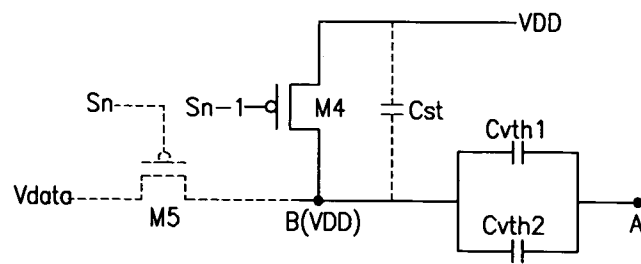 VDD
Sn-1
M4
Cst
Sn
Cvth1
Vdata
M5
B(VDD)
A
Cvth2